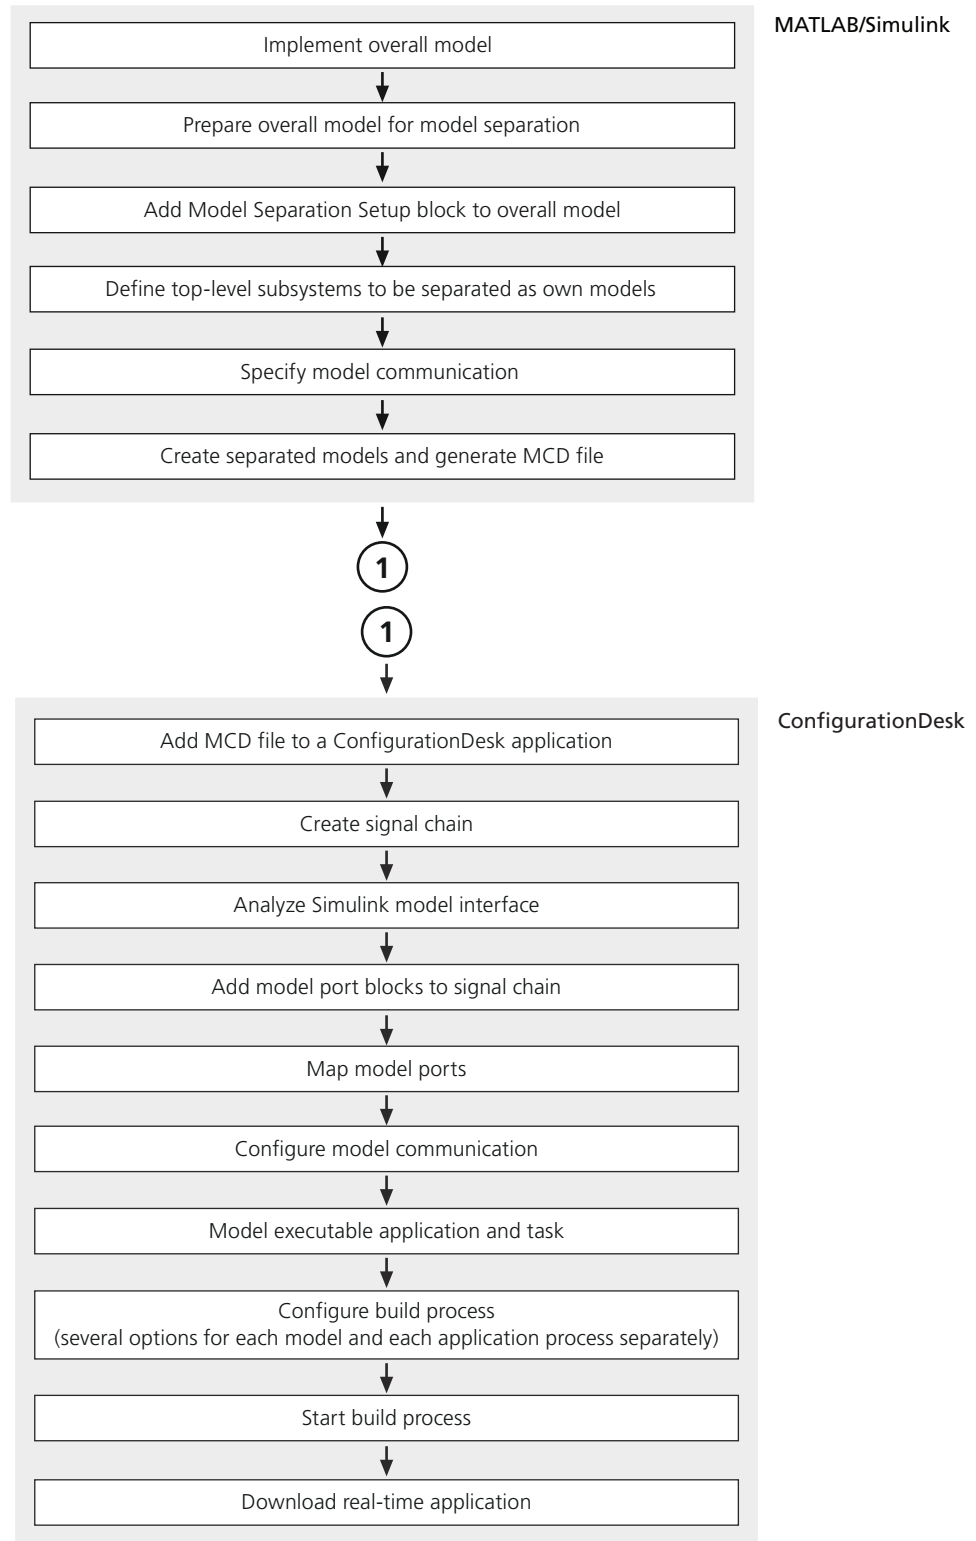 MATLAB/Simulink
Implement overall model
Prepare overall model for model separation
Add Model Separation Setup block to overall model
Define top-level subsystems to be separated as own models
Specify model communication
Create separated models and generate MCD file
1
1
ConfigurationDesk
Add MCD file to a ConfigurationDesk application
Create signal chain
Analyze Simulink model interface
Add model port blocks to signal chain
Map model ports
Configure model communication
Model executable application and task
Configure build process
(several options for each model and each application process separately)
Start build process
Download real-time application